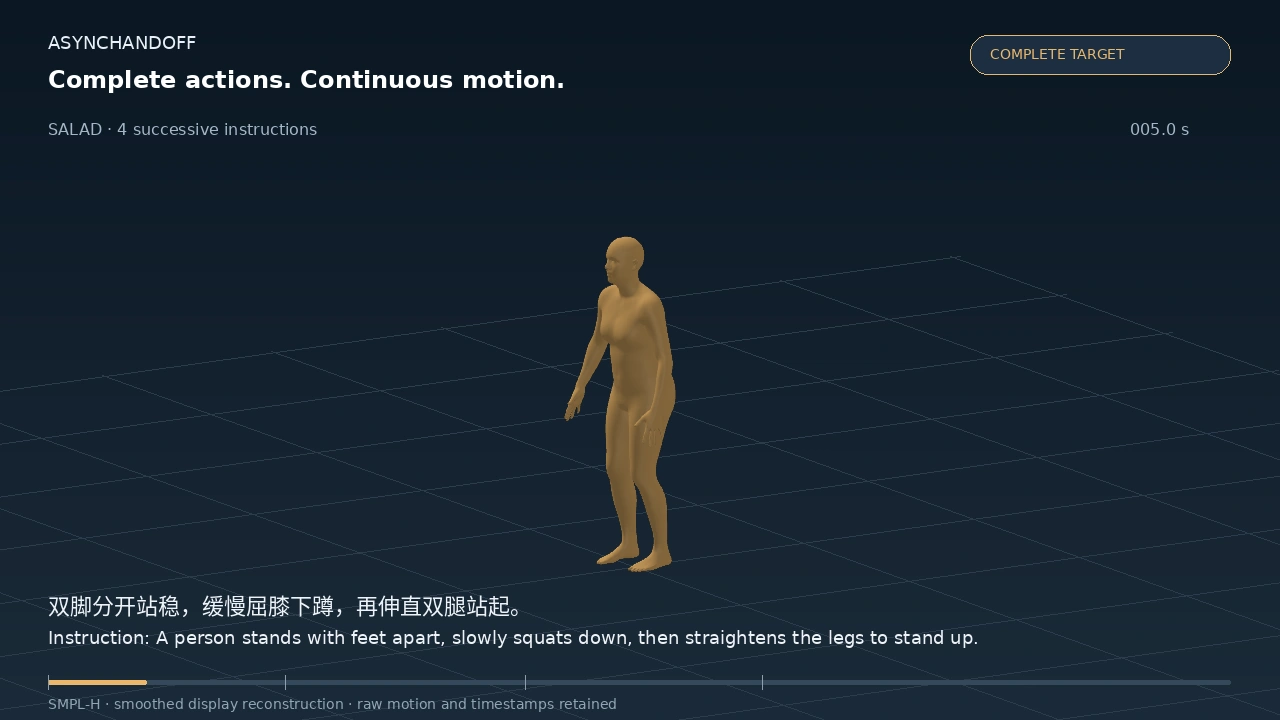 ASYNCHANDOFF
COMPLETE TARGET
Complete actions. Continuous motion.
SALAD · 4 successive instructions
005.0 s
双脚分开站稳，缓慢屈膝下蹲，再伸直双腿站起。
Instruction: A person stands with feet apart, slowly squats down, then straightens the legs to stand up.
SMPL-H · smoothed display reconstruction · raw motion and timestamps retained